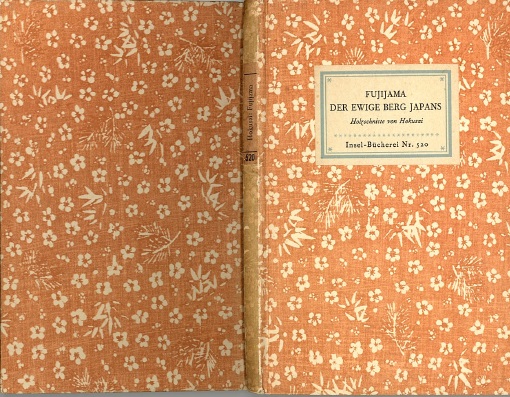 Hokusai: Fujijama
520
FUJIJAMA
DER EWIGE BERG JAPANS
Holzschnitte von Hokusai
Insel-Bücherei Nr. 520